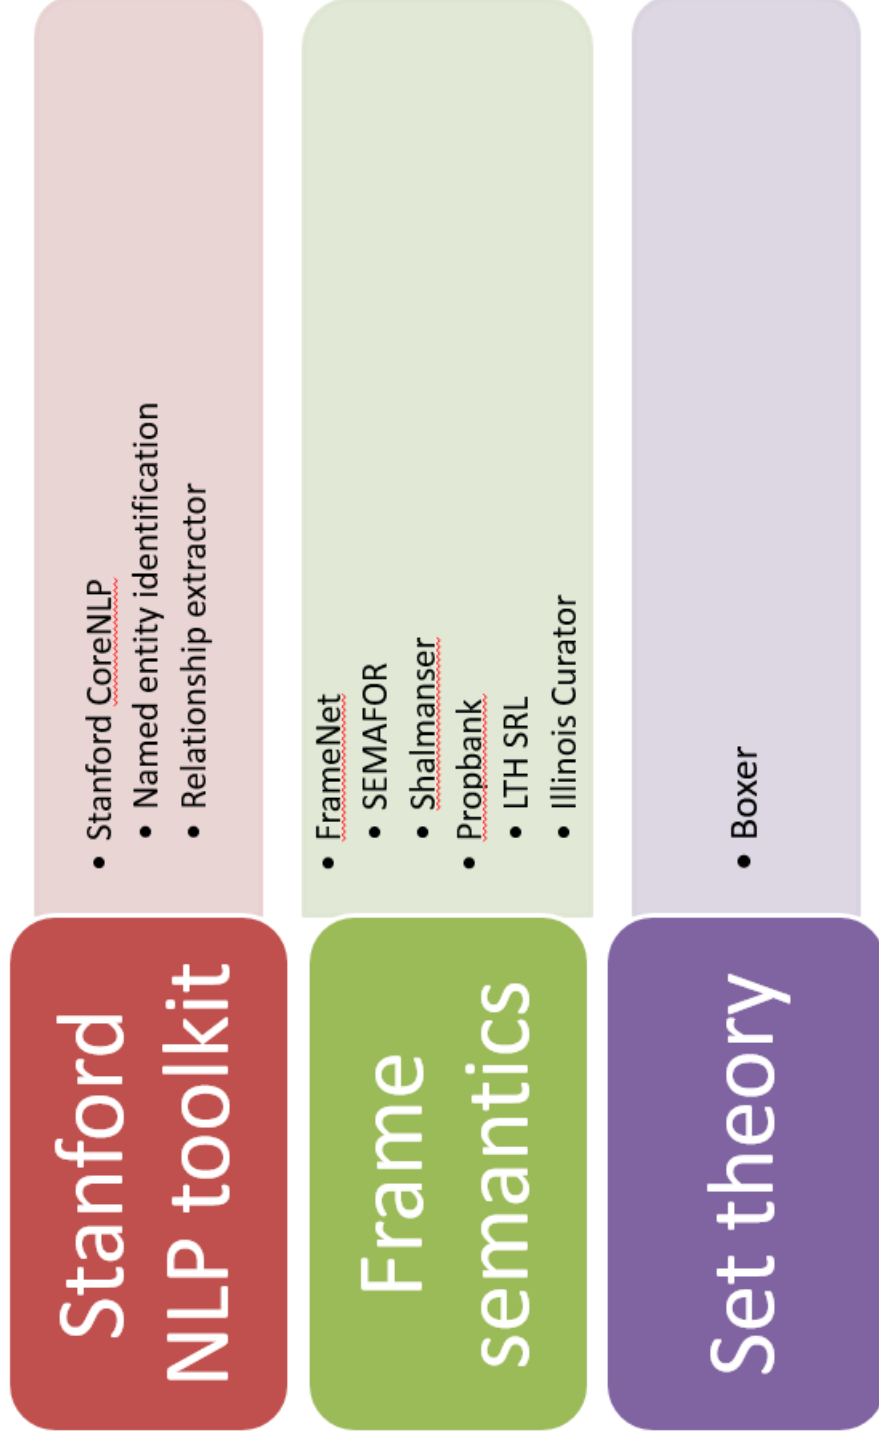 Stanford
NLP toolkit
• Stanford CoreNLP
• Named entity identification
• Relationship extractor
Frame
semantics
• FrameNet
• SEMAFOR
• Shalmanser
• Propbank
• LTH SRL
• Illinois Curator
Set theory
• Boxer